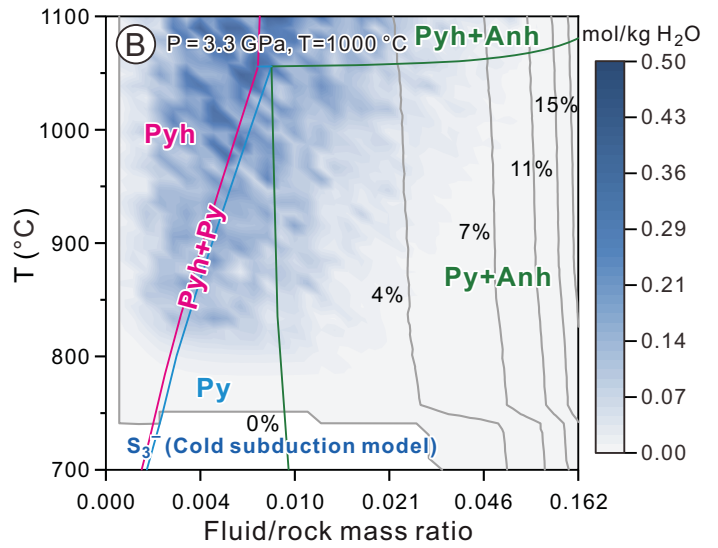 B P = 3.3 GPa, T=1000 °C
Pyh+Anh
mol/kg H₂O
1100
1000
900
800
700
T (°C)
Pyh
Pyh+Py
Py
Py+Anh
0%
4%
7%
11%
15%
S₃⁻ (Cold subduction model)
0.000 0.004 0.010 0.021 0.046 0.162
Fluid/rock mass ratio
0.50
0.43
0.36
0.29
0.21
0.14
0.07
0.00